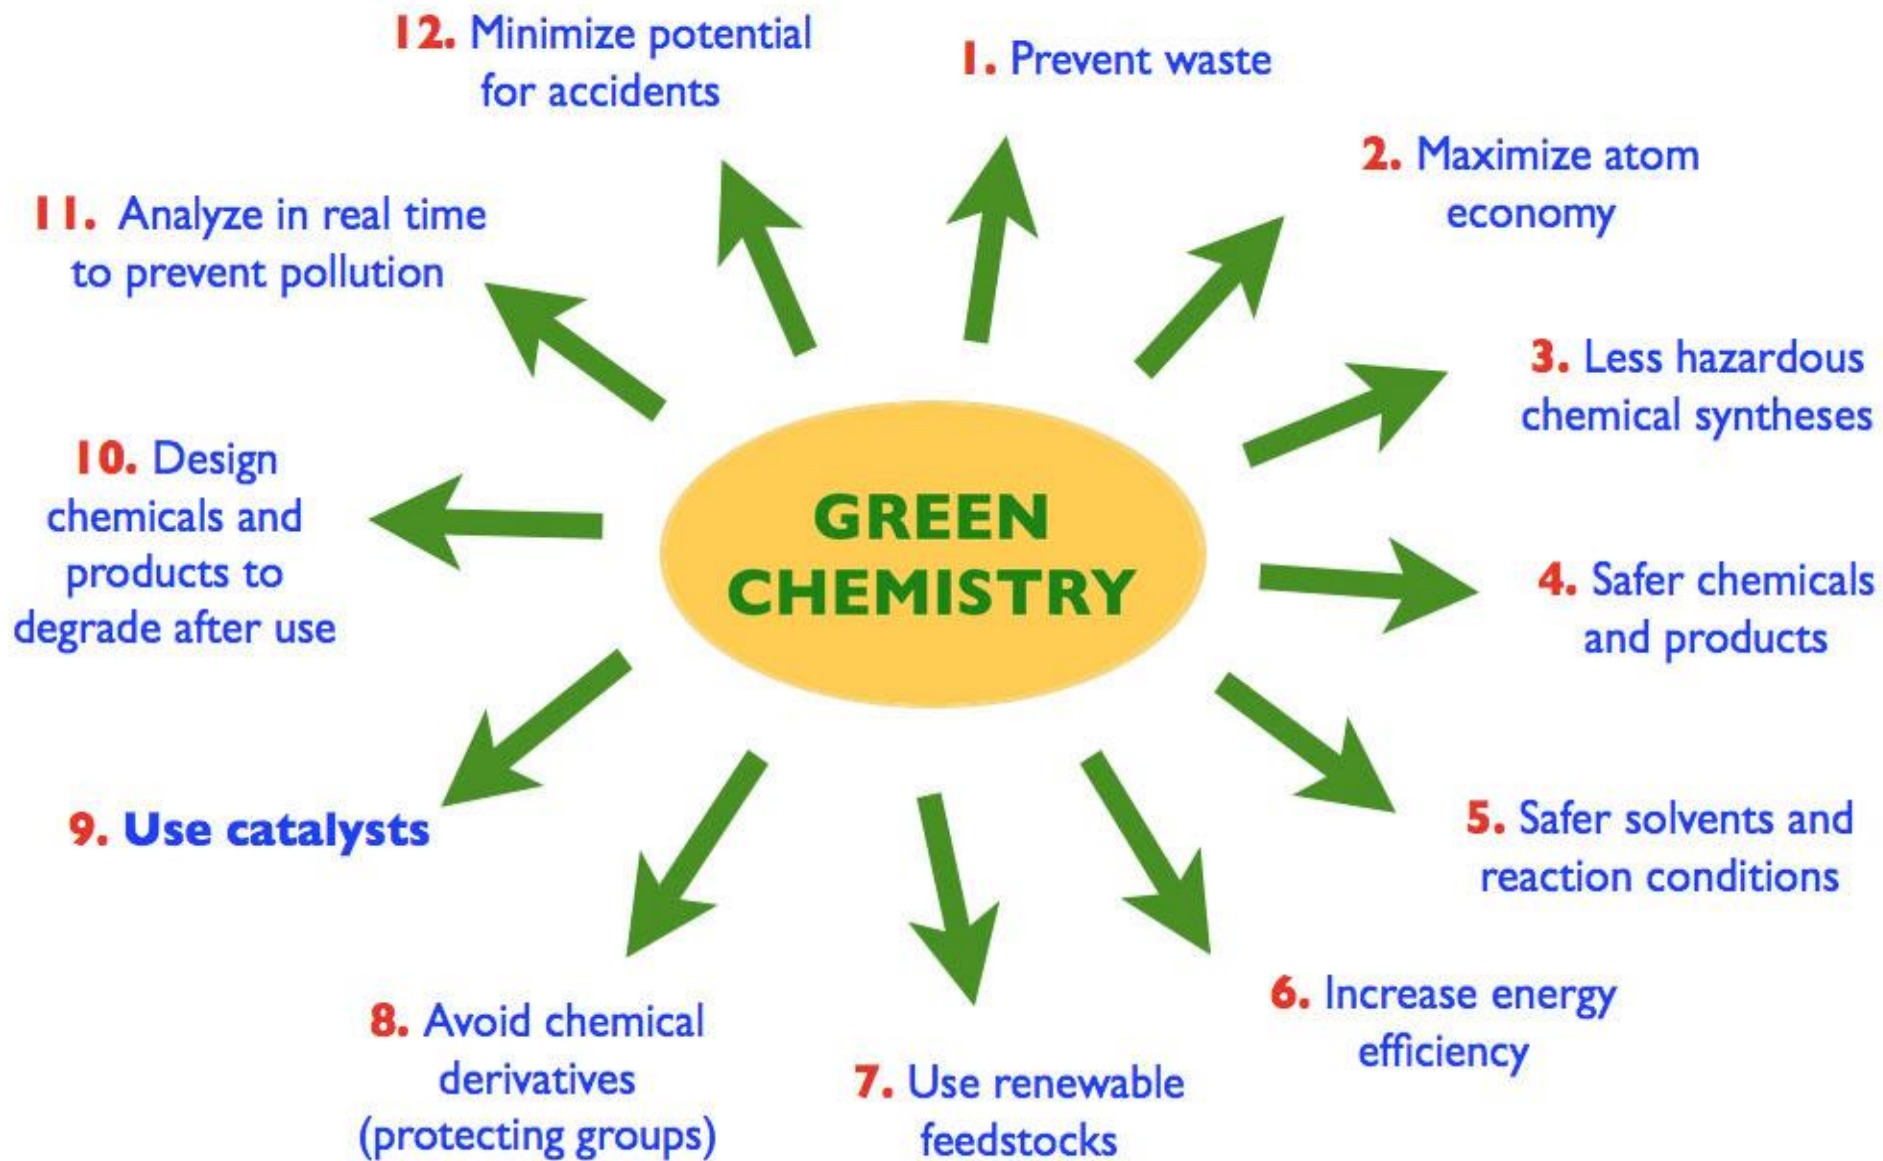 GREEN
CHEMISTRY
1. Prevent waste
2. Maximize atom
economy
3. Less hazardous
chemical syntheses
4. Safer chemicals
and products
5. Safer solvents and
reaction conditions
6. Increase energy
efficiency
7. Use renewable
feedstocks
8. Avoid chemical
derivatives
(protecting groups)
9. Use catalysts
10. Design
chemicals and
products to
degrade after use
11. Analyze in real time
to prevent pollution
12. Minimize potential
for accidents